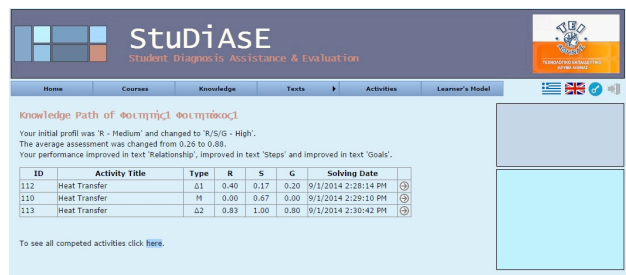 StuDiAsE
Student Diagnosis Assistance & Evaluation
ΤΕΙ
ΑΘΗΝΑΣ
ΤΕΧΝΟΛΟΓΙΚΟ ΕΚΠΑΙΔΕΥΤΙΚΟ
ΙΔΡΥΜΑ ΑΘΗΝΑΣ
Home Courses Knowledge Texts Activities Learner's Model
Knowledge Path of Φοιτητής1 Φοιτητάκος1
Your initial profil was 'R - Medium' and changed to 'R/S/G - High'.
The average assessment was changed from 0.26 to 0.88.
Your performance improved in text 'Relationship', improved in text 'Steps' and improved in text 'Goals'.
ID Activity Title Type R S G Solving Date
112 Heat Transfer Δ1 0.40 0.17 0.20 9/1/2014 2:28:14 PM
110 Heat Transfer M 0.00 0.67 0.00 9/1/2014 2:29:10 PM
113 Heat Transfer Δ2 0.83 1.00 0.80 9/1/2014 2:30:42 PM
To see all competed activities click here.